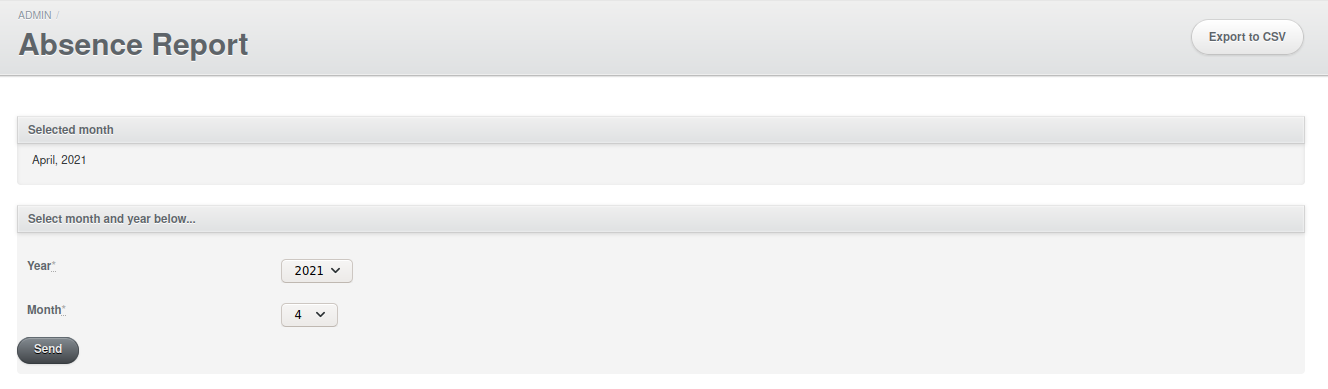 ADMIN /
Absence Report
Export to CSV
Selected month
April, 2021
Select month and year below...
Year*
2021
Month*
4
Send